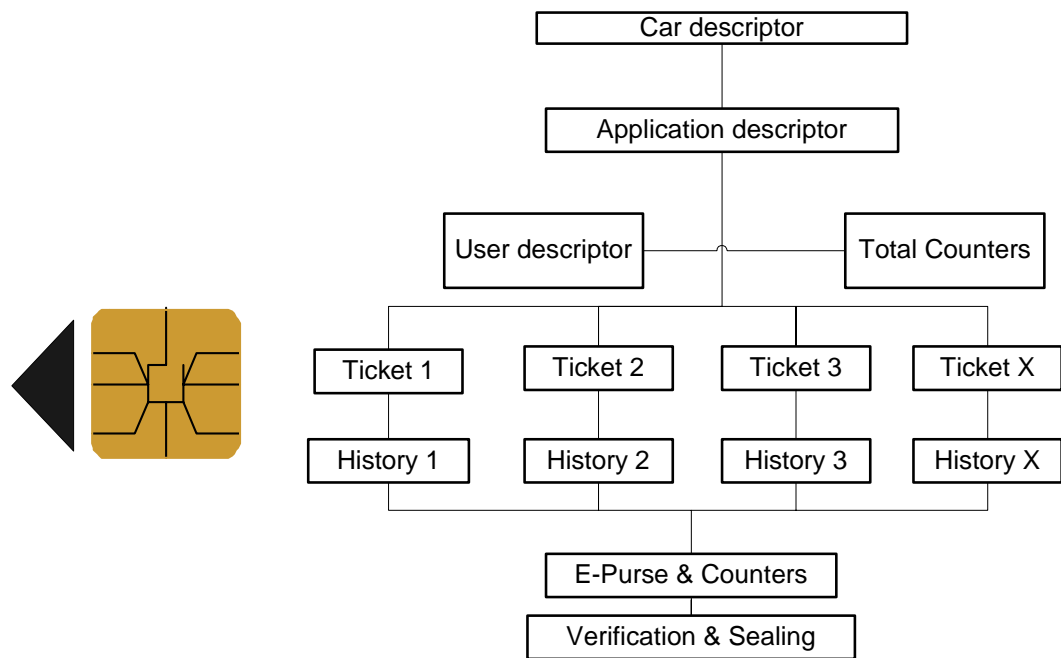 Car descriptor
Application descriptor
User descriptor
Total Counters
Ticket 1
Ticket 2
Ticket 3
Ticket X
History 1
History 2
History 3
History X
E-Purse & Counters
Verification & Sealing